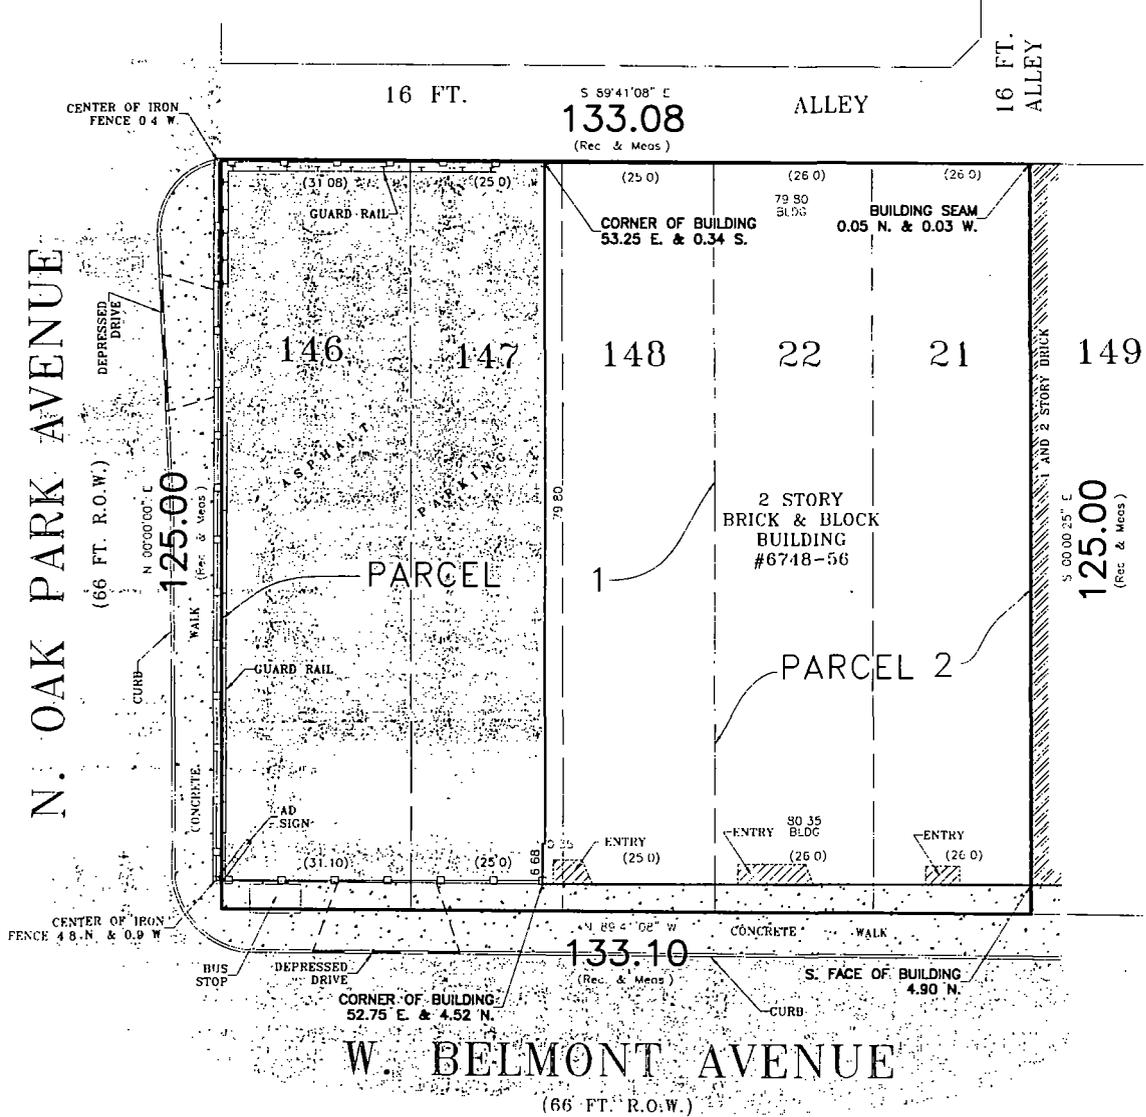 16 FT.
ALLEY
16 FT.
ALLEY
CENTER OF IRON
FENCE 0.4 W.
S 89°41'08" E
133.08
(Rec & Meas)
(31.08)
(25.0)
(25.0)
(26.0)
(26.0)
GUARD RAIL
79.80
BLDG
CORNER OF BUILDING
53.25 E. & 0.34 S.
BUILDING SEAM
0.05 N. & 0.03 W.
DEPRESSED
DRIVE
N. OAK PARK AVENUE
(66 FT. R.O.W.)
146
147
148
22
21
149
ASPHALT
PARKING
1 AND 2 STORY BRICK
N 00°00'00" E
125.00
(Rec & Meas)
79.80
2 STORY
BRICK & BLOCK
BUILDING
#6748-56
S 00 00 25" E
125.00
(Rec & Meas)
PARCEL
1
WALK
GUARD RAIL
PARCEL 2
CURB
CONCRETE
AD
SIGN
(31.10)
(25.0)
6.68
ENTRY
(25.0)
ENTRY
80.35
BLDG
(26.0)
ENTRY
(26.0)
CENTER OF IRON
FENCE 4.8 N. & 0.9 W
BUS
STOP
DEPRESSED
DRIVE
N 89°41'08" W
133.10
(Rec. & Meas)
CONCRETE
WALK
CORNER OF BUILDING
52.75 E. & 4.52 N.
S. FACE OF BUILDING
4.90 N.
CURB
W. BELMONT AVENUE
(66 FT. R.O.W.)